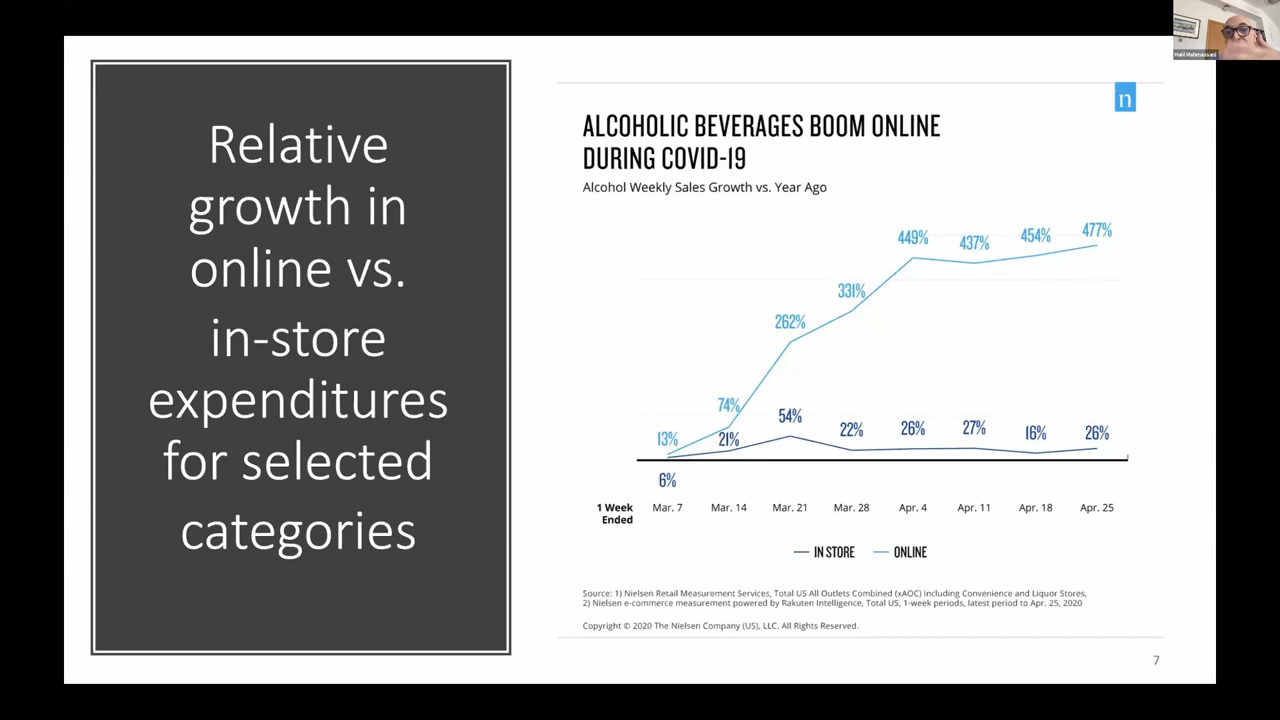 Relative
growth in
online vs.
in-store
expenditures
for selected
categories
n
ALCOHOLIC BEVERAGES BOOM ONLINE
DURING COVID-19
Alcohol Weekly Sales Growth vs. Year Ago
13%
74%
262%
331%
449%
437%
454%
477%
6%
21%
54%
22%
26%
27%
16%
26%
1 Week
Ended
Mar. 7
Mar. 14
Mar. 21
Mar. 28
Apr. 4
Apr. 11
Apr. 18
Apr. 25
IN STORE
ONLINE
Source: 1) Nielsen Retail Measurement Services, Total US All Outlets Combined (xAOC) including Convenience and Liquor Stores,
2) Nielsen e-commerce measurement powered by Rakuten Intelligence, Total US, 1-week periods, latest period to Apr. 25, 2020
Copyright © 2020 The Nielsen Company (US), LLC. All Rights Reserved.
7
Hani Mahmassani